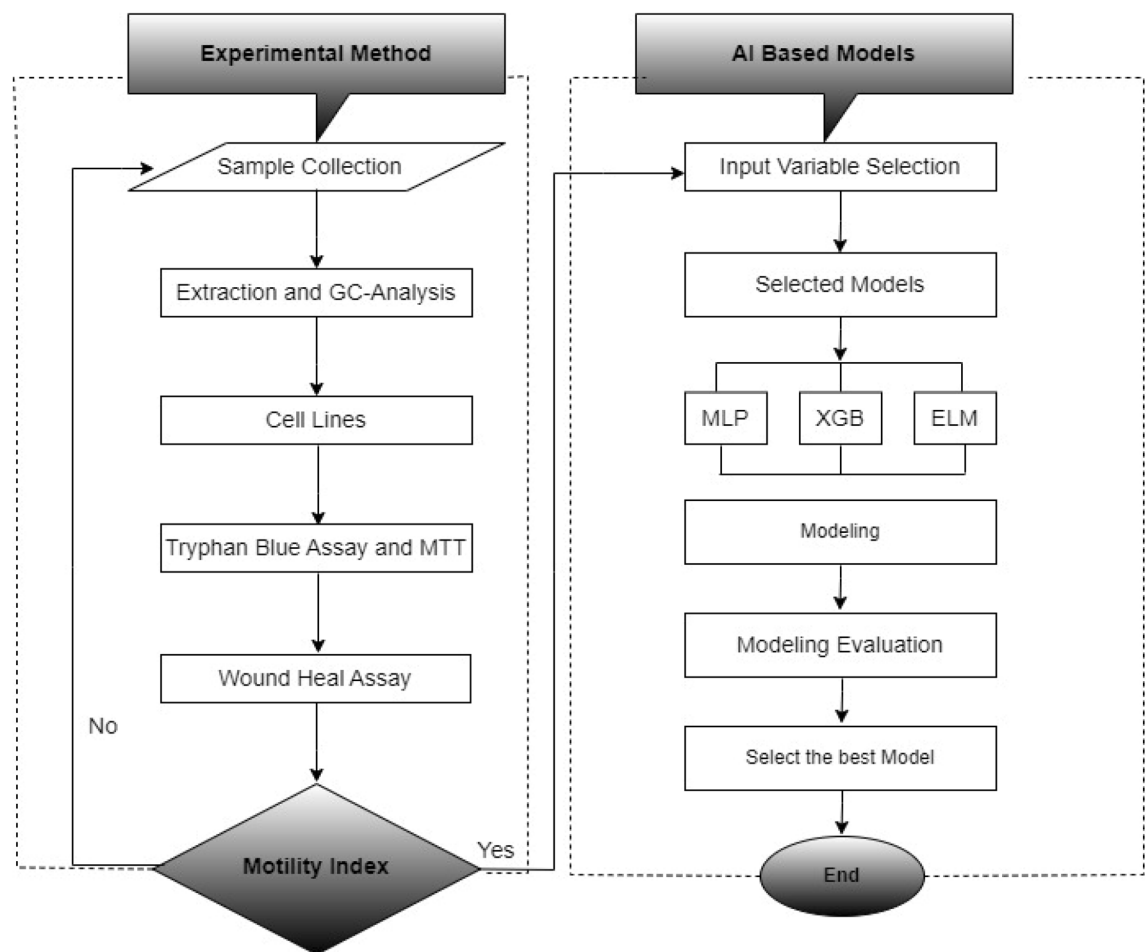 Experimental Method
Sample Collection
Extraction and GC-Analysis
Cell Lines
Tryphan Blue Assay and MTT
Wound Heal Assay
No
Motility Index
Yes
AI Based Models
Input Variable Selection
Selected Models
MLP
XGB
ELM
Modeling
Modeling Evaluation
Select the best Model
End